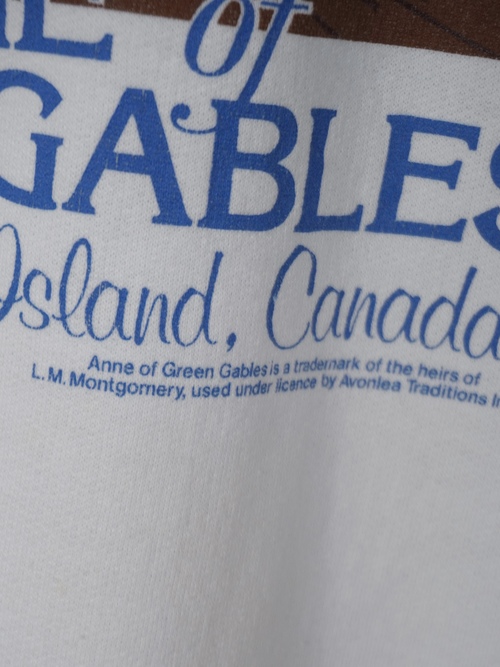 of
GABLES
Island, Canada
Anne of Green Gables is a trademark of the heirs of
L. M. Montgomery, used under licence by Avonlea Traditions